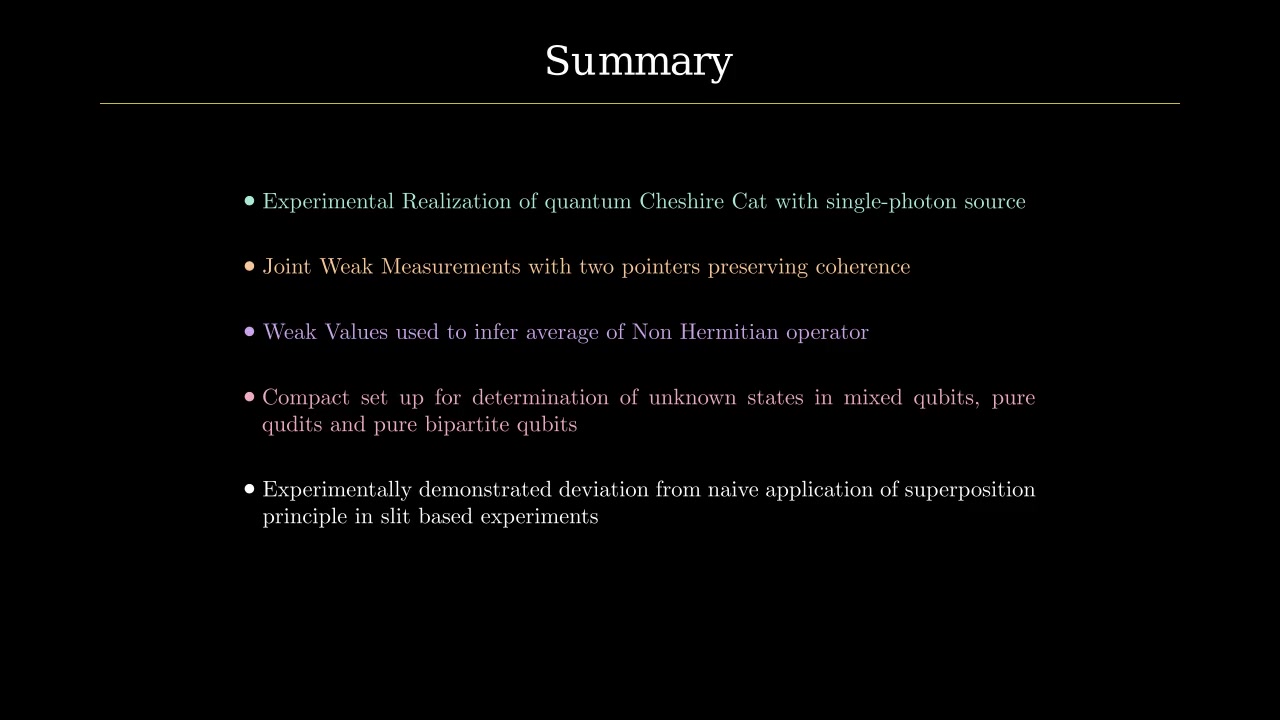 Summary
• Experimental Realization of quantum Cheshire Cat with single-photon source
• Joint Weak Measurements with two pointers preserving coherence
• Weak Values used to infer average of Non Hermitian operator
• Compact set up for determination of unknown states in mixed qubits, pure
qudits and pure bipartite qubits
• Experimentally demonstrated deviation from naive application of superposition
principle in slit based experiments